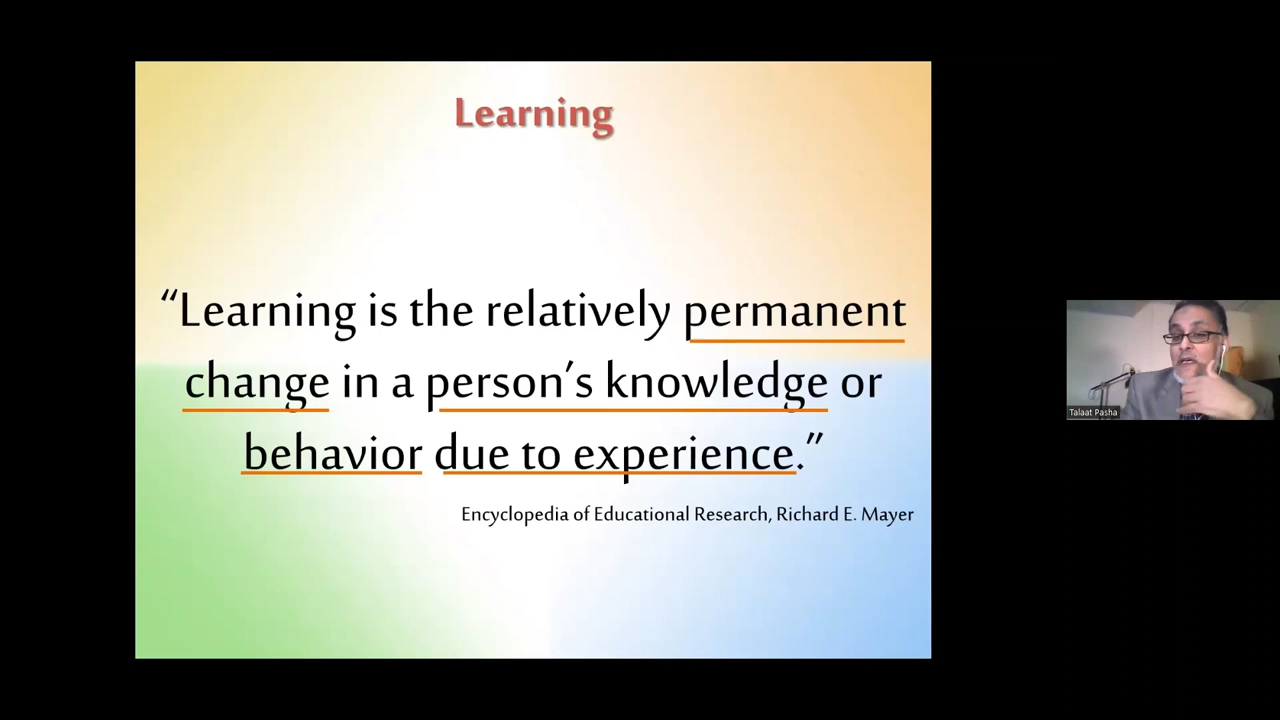 Learning
“Learning is the relatively permanent
change in a person’s knowledge or
behavior due to experience.”
Encyclopedia of Educational Research, Richard E. Mayer
Talaat Pasha